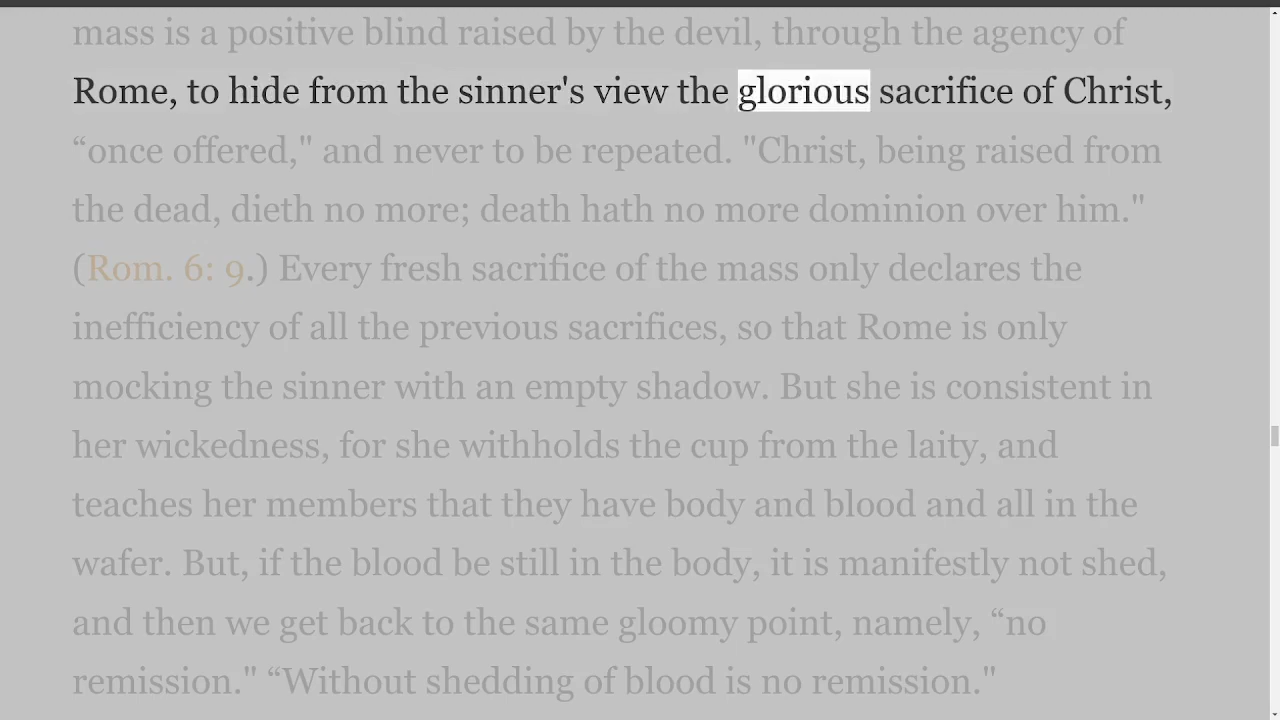 mass is a positive blind raised by the devil, through the agency of
Rome, to hide from the sinner's view the glorious sacrifice of Christ,
“once offered," and never to be repeated. "Christ, being raised from
the dead, dieth no more; death hath no more dominion over him."
(Rom. 6: 9.) Every fresh sacrifice of the mass only declares the
inefficiency of all the previous sacrifices, so that Rome is only
mocking the sinner with an empty shadow. But she is consistent in
her wickedness, for she withholds the cup from the laity, and
teaches her members that they have body and blood and all in the
wafer. But, if the blood be still in the body, it is manifestly not shed,
and then we get back to the same gloomy point, namely, “no
remission." “Without shedding of blood is no remission."